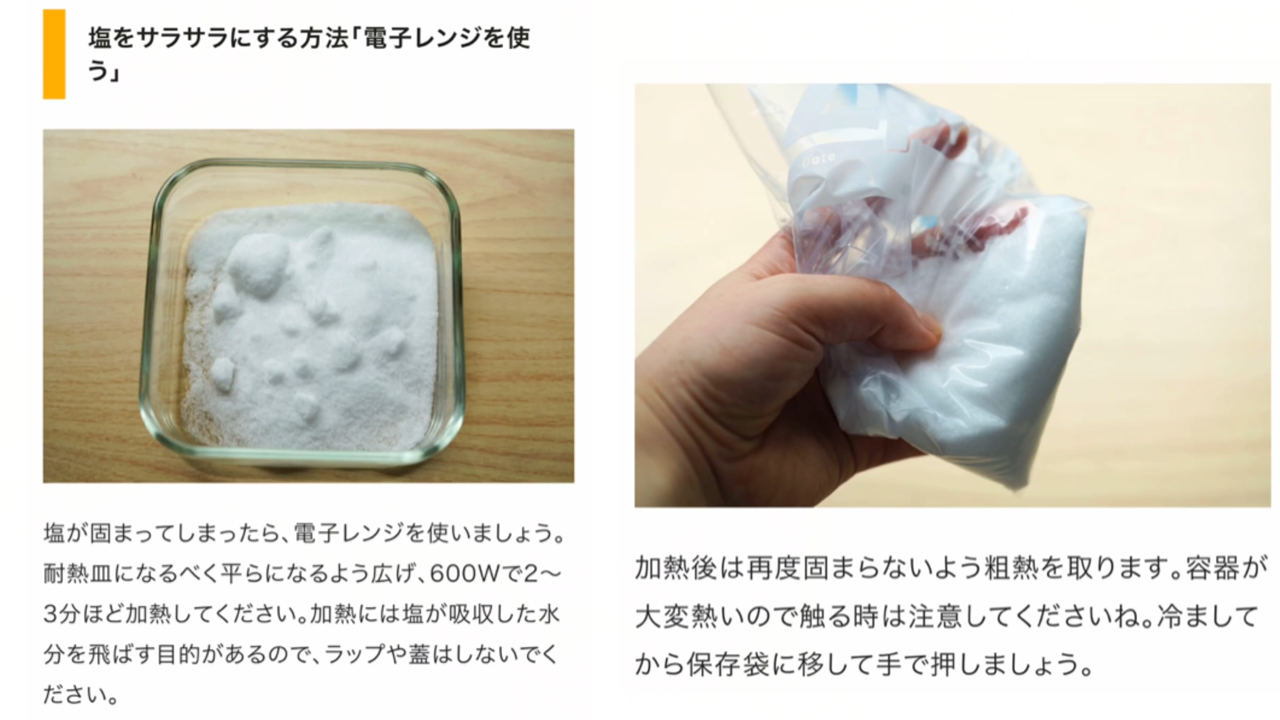 塩をサラサラにする方法「電子レンジを使
う」
塩が固まってしまったら、電子レンジを使いましょう。
耐熱皿になるべく平らになるよう広げ、600Wで2〜
3分ほど加熱してください。加熱には塩が吸収した水
分を飛ばす目的があるので、ラップや蓋はしないでく
ださい。
Date
加熱後は再度固まらないよう粗熱を取ります。容器が
大変熱いので触る時は注意してくださいね。冷まして
から保存袋に移して手で押しましょう。